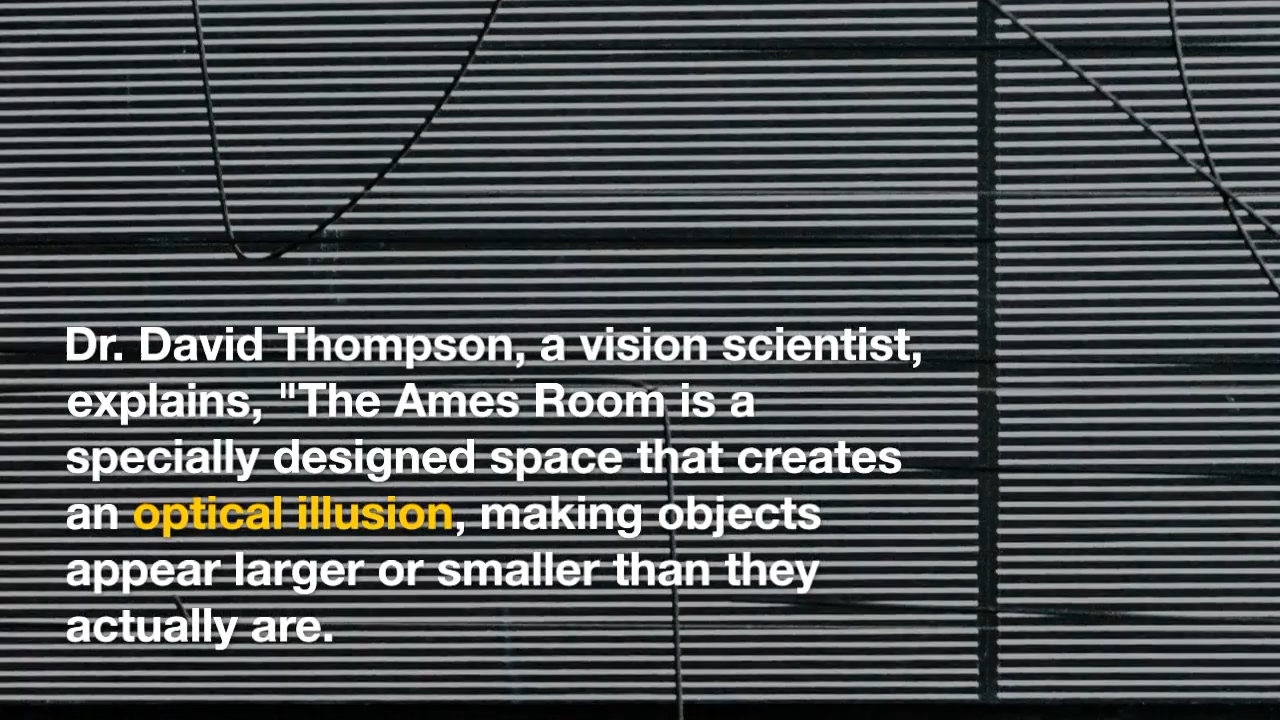 Dr. David Thompson, a vision scientist,
explains, "The Ames Room is a
specially designed space that creates
an optical illusion, making objects
appear larger or smaller than they
actually are.